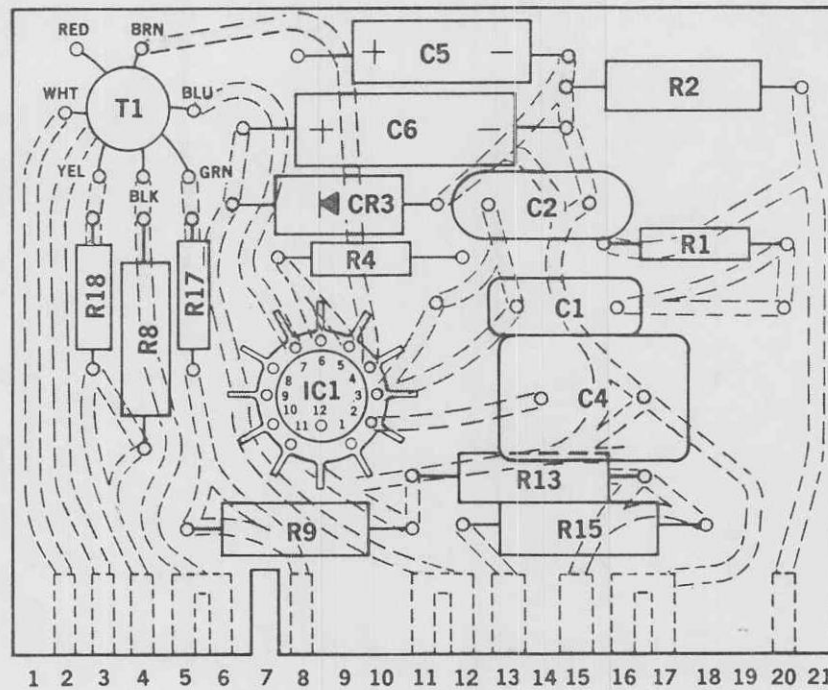 RED BRN
C5
+ −
WHT T1 BLU
R2
+ C6 −
YEL GRN
BLK
CR3 C2
R1
R4
R18 R8 R17
C1
7 6 5
8 4
9 IC1 3
10 12 2
11 1
C4
R13
R9 R15
1 2 3 4 5 6 7 8 9 10 11 12 13 14 15 16 17 18 19 20 21